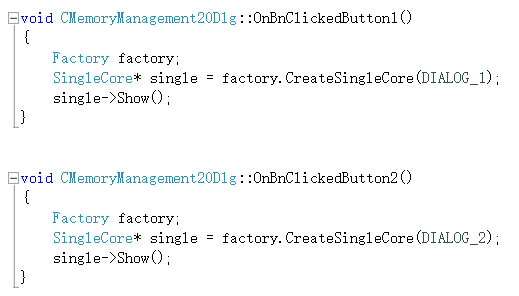 void CMemoryManagement20Dlg::OnBnClickedButton1()
{
Factory factory;
SingleCore* single = factory.CreateSingleCore(DIALOG_1);
single->Show();
}
void CMemoryManagement20Dlg::OnBnClickedButton2()
{
Factory factory;
SingleCore* single = factory.CreateSingleCore(DIALOG_2);
single->Show();
}